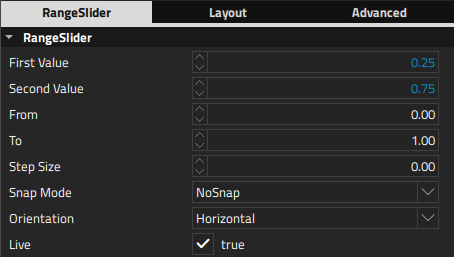 RangeSlider Layout Advanced
RangeSlider
First Value 0.25
Second Value 0.75
From 0.00
To 1.00
Step Size 0.00
Snap Mode NoSnap
Orientation Horizontal
Live true